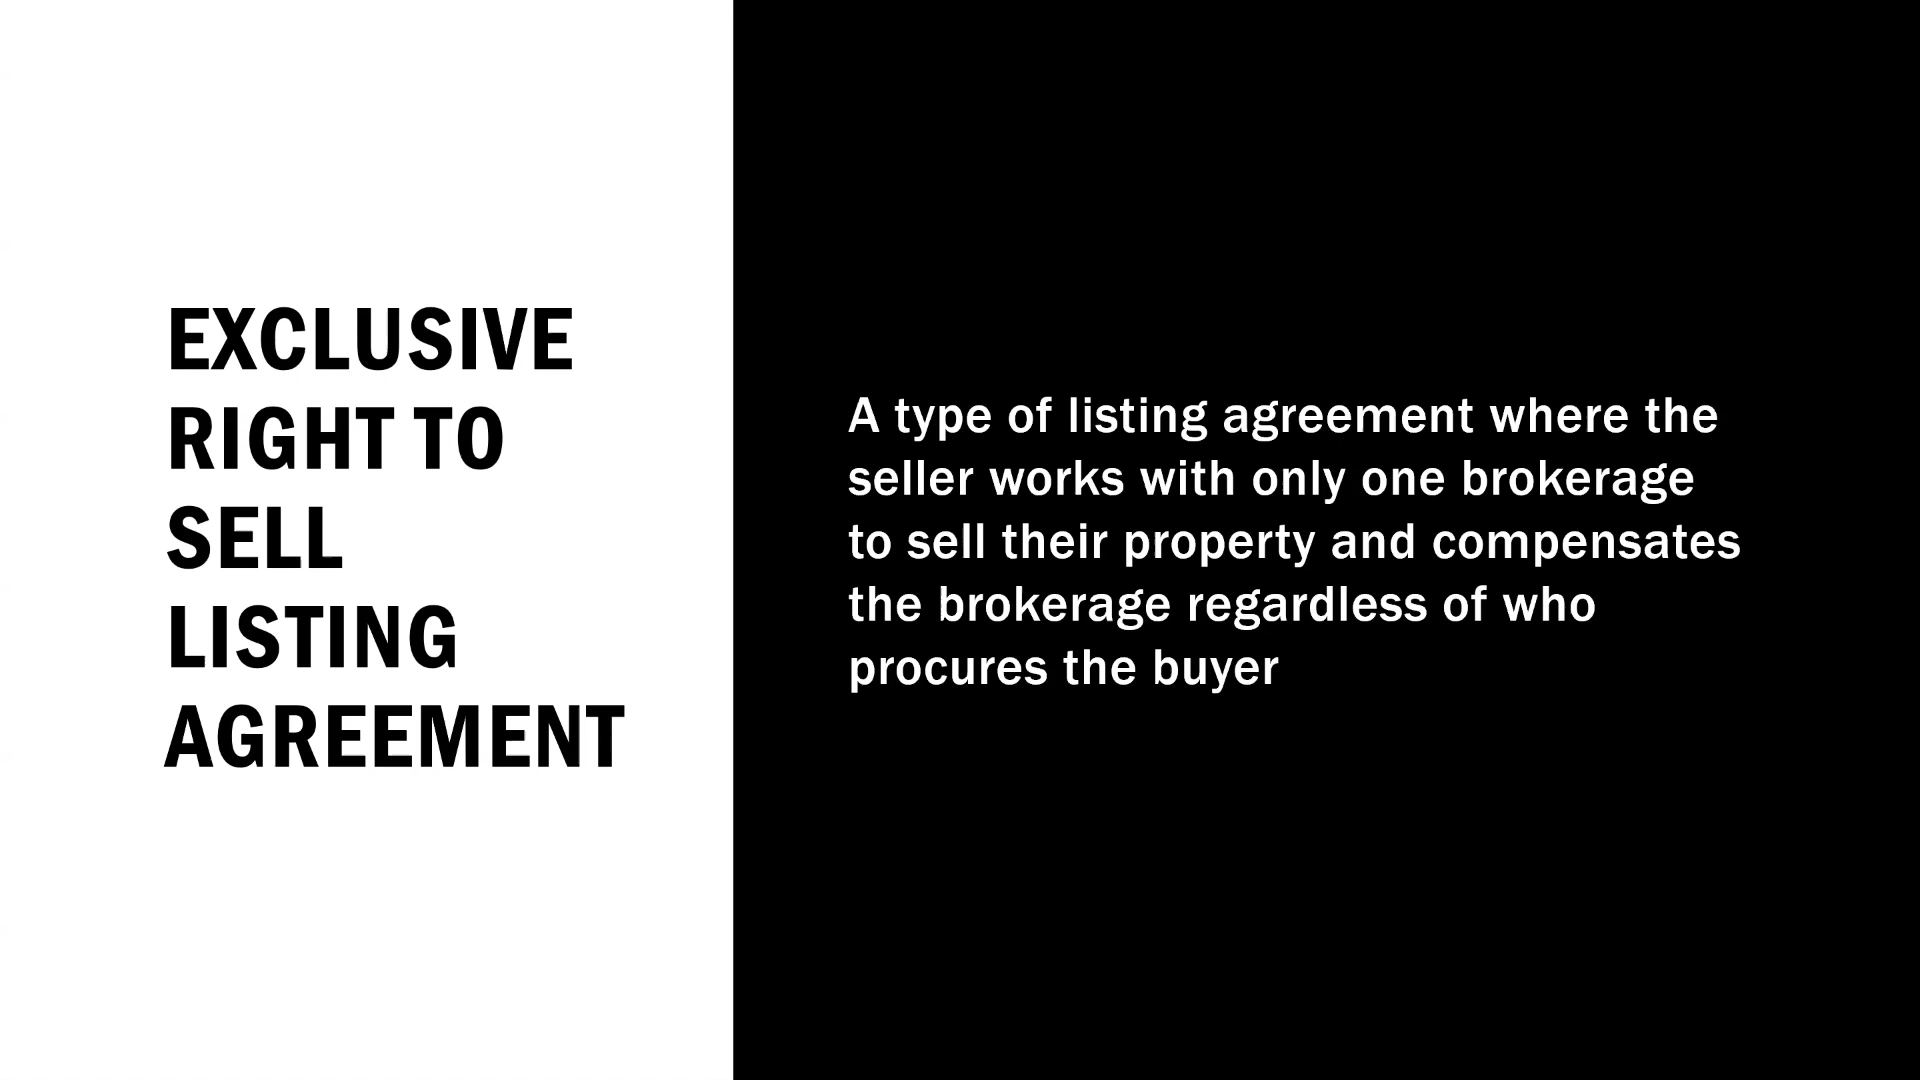 EXCLUSIVE
RIGHT TO
SELL
LISTING
AGREEMENT
A type of listing agreement where the
seller works with only one brokerage
to sell their property and compensates
the brokerage regardless of who
procures the buyer